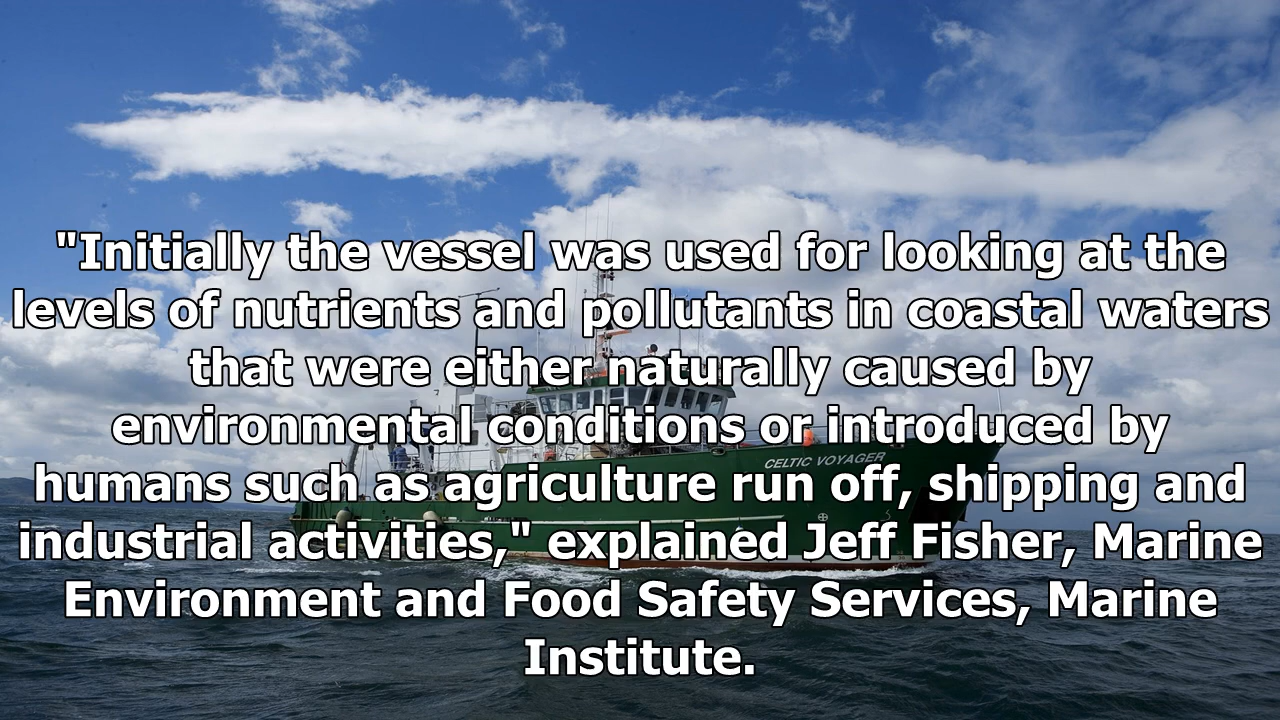 "Initially the vessel was used for looking at the
levels of nutrients and pollutants in coastal waters
that were either naturally caused by
environmental conditions or introduced by
CELTIC VOYAGER
humans such as agriculture run off, shipping and
industrial activities," explained Jeff Fisher, Marine
Environment and Food Safety Services, Marine
Institute.